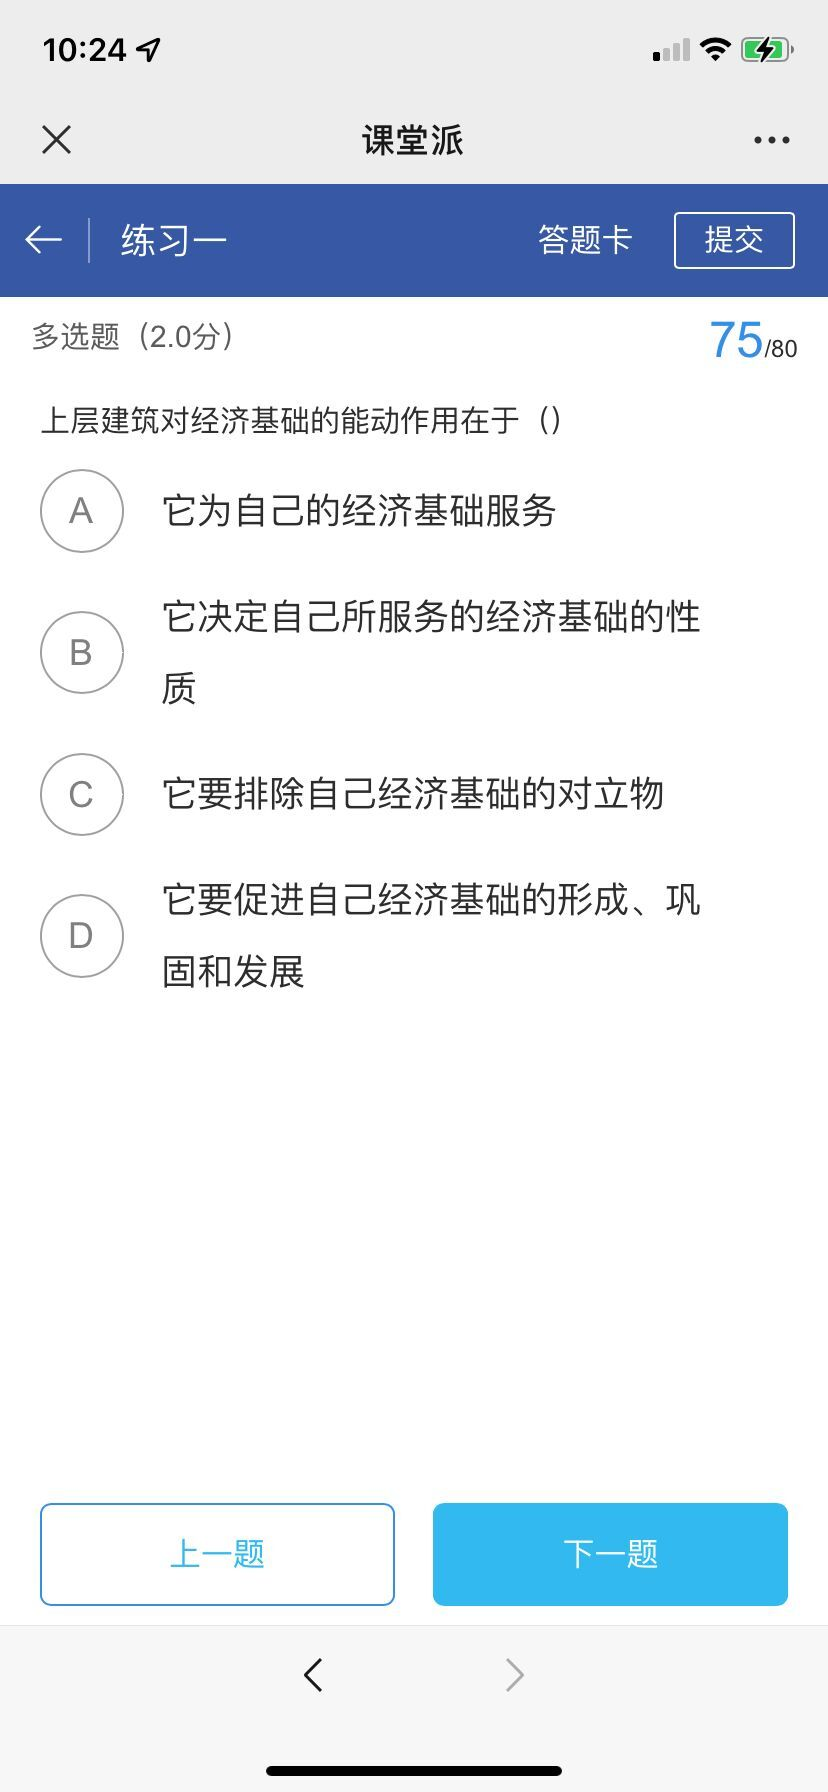 10:24
课堂派
练习一
答题卡
提交
多选题（2.0分）
75/80
上层建筑对经济基础的能动作用在于（）
A
它为自己的经济基础服务
B
它决定自己所服务的经济基础的性
质
C
它要排除自己经济基础的对立物
D
它要促进自己经济基础的形成、巩
固和发展
上一题
下一题